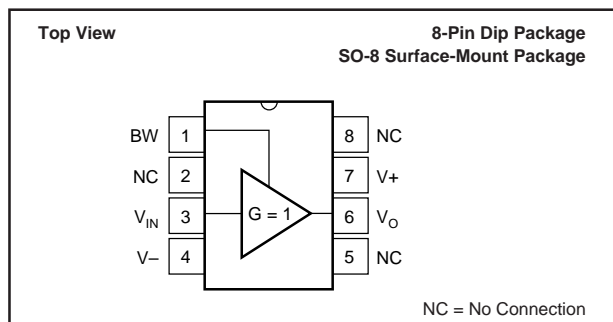 Top View
8-Pin Dip Package
SO-8 Surface-Mount Package
BW 1
8 NC
NC 2
7 V+
VIN 3
G = 1
6 VO
V– 4
5 NC
NC = No Connection